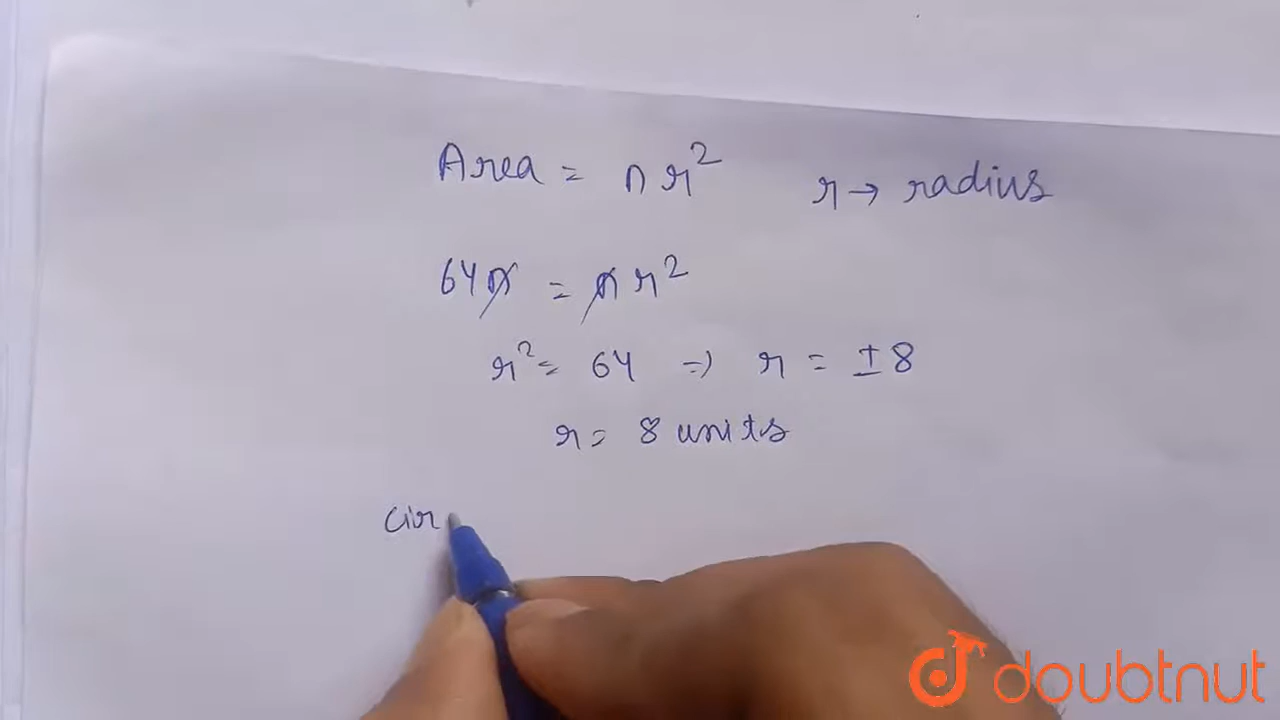 Area = πr² r → radius
64π = πr²
r² = 64 ⇒ r = ±8
r = 8 units
Cir
doubtnut